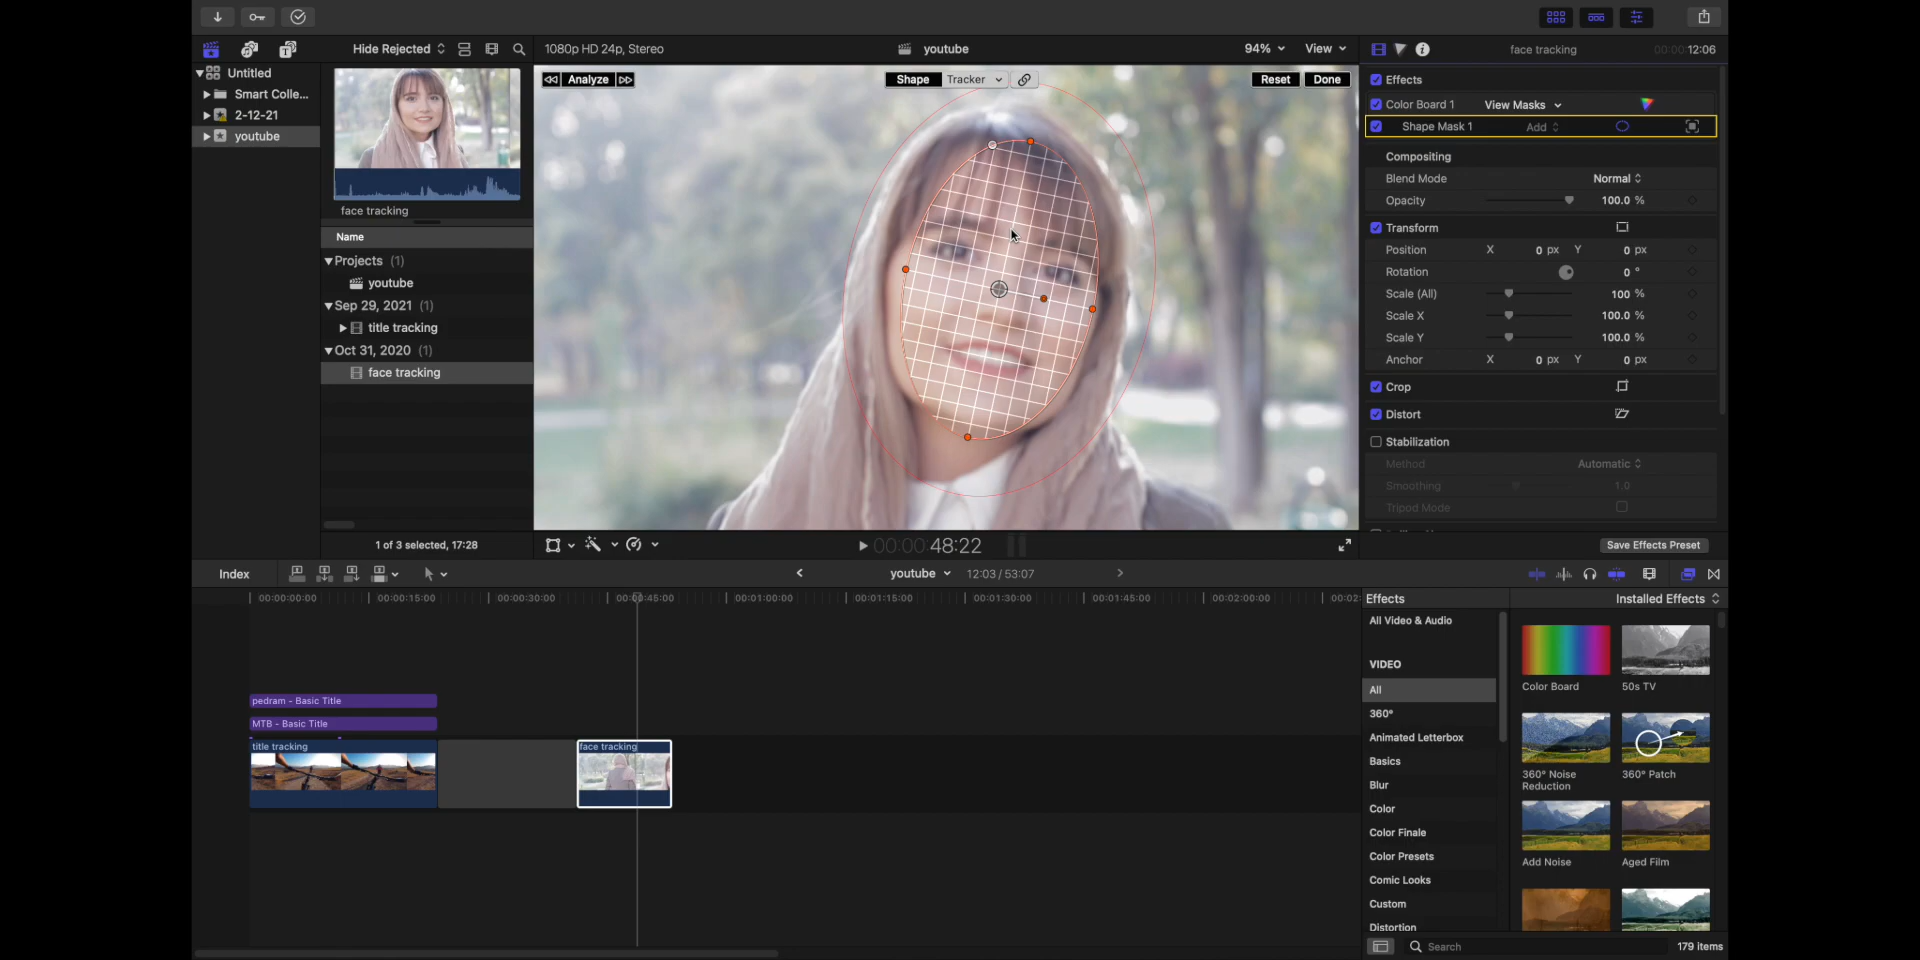 Hide Rejected
1080p HD 24p, Stereo
youtube
94%
View
face tracking
00:00:12:06
Untitled
Smart Colle...
2-12-21
youtube
face tracking
Name
Projects (1)
youtube
Sep 29, 2021 (1)
title tracking
Oct 31, 2020 (1)
face tracking
1 of 3 selected, 17:28
Analyze
Shape
Tracker
Reset
Done
00:00:48:22
Effects
Color Board 1
View Masks
Shape Mask 1
Add
Compositing
Blend Mode
Normal
Opacity
100.0 %
Transform
Position X 0 px Y 0 px
Rotation
0 °
Scale (All)
100 %
Scale X
100.0 %
Scale Y
100.0 %
Anchor X 0 px Y 0 px
Crop
Distort
Stabilization
Method
Automatic
Smoothing
1.0
Tripod Mode
Save Effects Preset
Index
youtube
12:03 / 53:07
00:00:00:00
00:00:15:00
00:00:30:00
00:00:45:00
00:01:00:00
00:01:15:00
00:01:30:00
00:01:45:00
00:02:00:00
00:02:
pedram - Basic Title
MTB - Basic Title
title tracking
face tracking
Effects
Installed Effects
All Video & Audio
VIDEO
All
360°
Animated Letterbox
Basics
Blur
Color
Color Finale
Color Presets
Comic Looks
Custom
Distortion
Color Board
50s TV
360° Noise
Reduction
360° Patch
Add Noise
Aged Film
Search
179 items